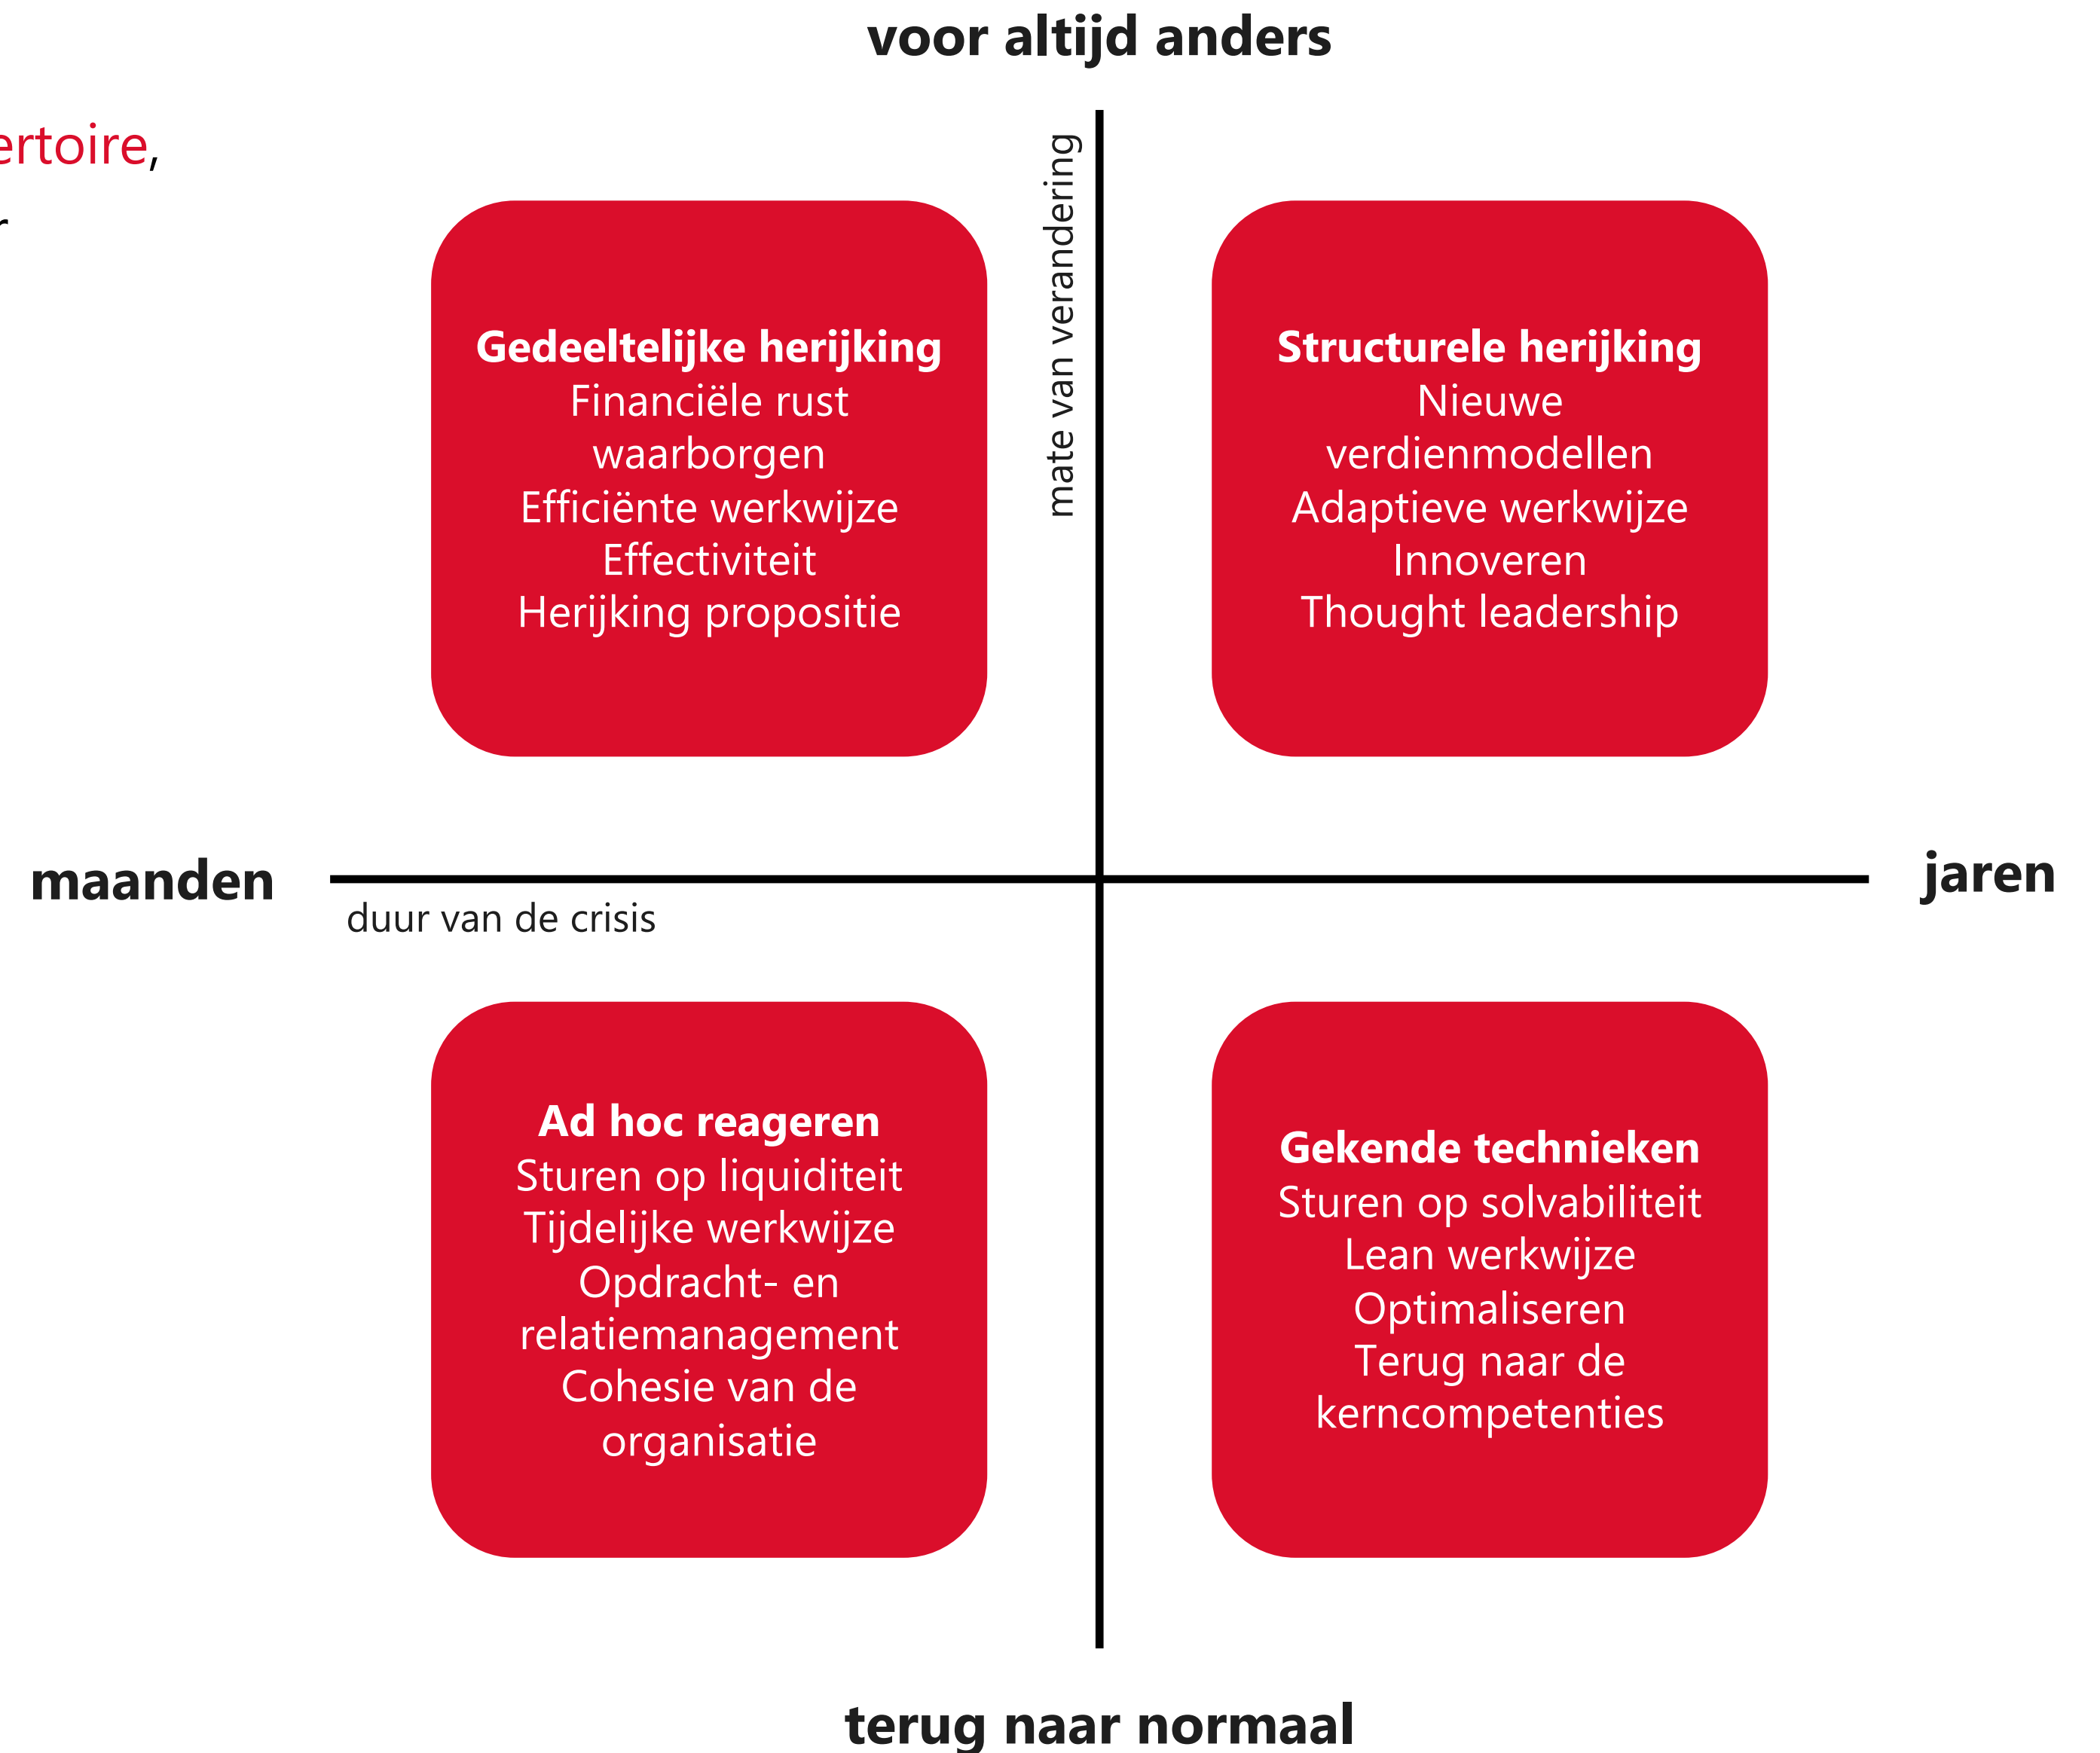 voor altijd anders
ertoire,
r
mate van verandering
Gedeeltelijke herijking
Financiële rust
waarborgen
Efficiënte werkwijze
Effectiviteit
Herijking propositie
Structurele herijking
Nieuwe
verdienmodellen
Adaptieve werkwijze
Innoveren
Thought leadership
maanden
jaren
duur van de crisis
Ad hoc reageren
Sturen op liquiditeit
Tijdelijke werkwijze
Opdracht- en
relatiemanagement
Cohesie van de
organisatie
Gekende technieken
Sturen op solvabiliteit
Lean werkwijze
Optimaliseren
Terug naar de
kerncompetenties
terug naar normaal